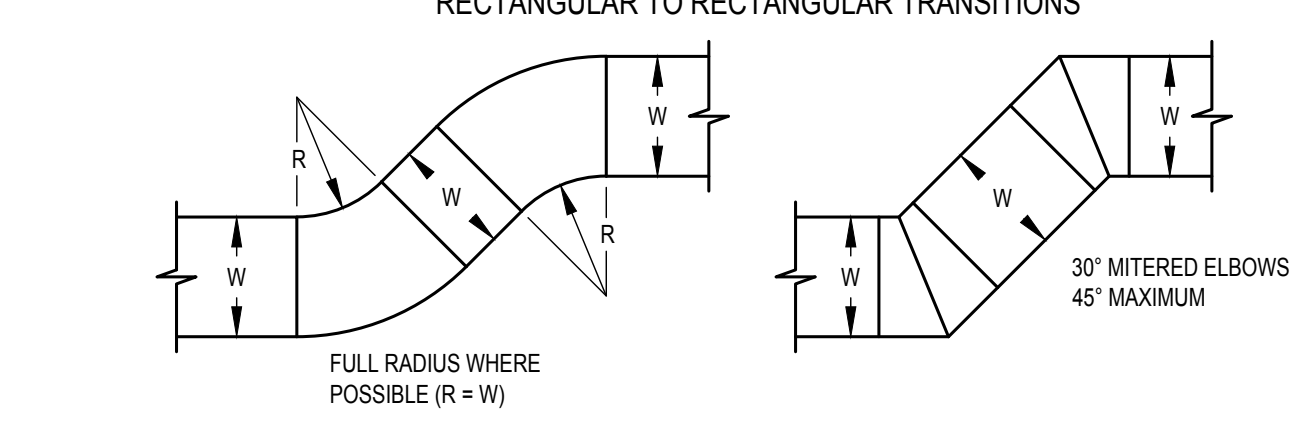 RECTANGULAR TO RECTANGULAR TRANSITIONS
R
W
W
R
W
W
W
W
30° MITERED ELBOWS
45° MAXIMUM
FULL RADIUS WHERE
POSSIBLE (R = W)